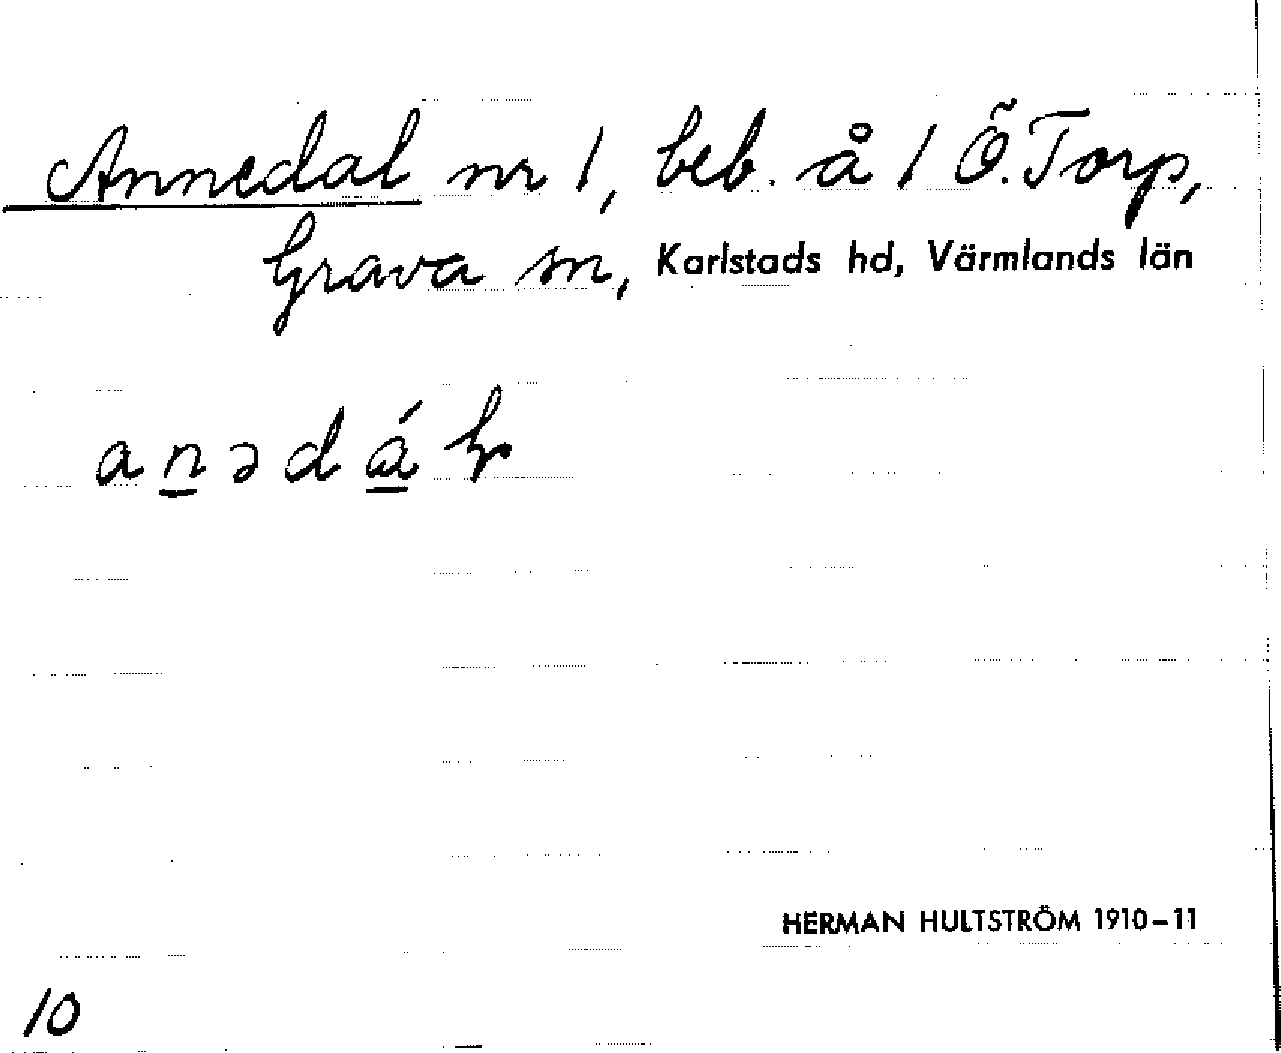 Annedal nr 1, beb. å 1 Ö. Torp,
Grava sn, Karlstads hd, Värmlands län
HERMAN HULTSTRÖM 1910-11
10